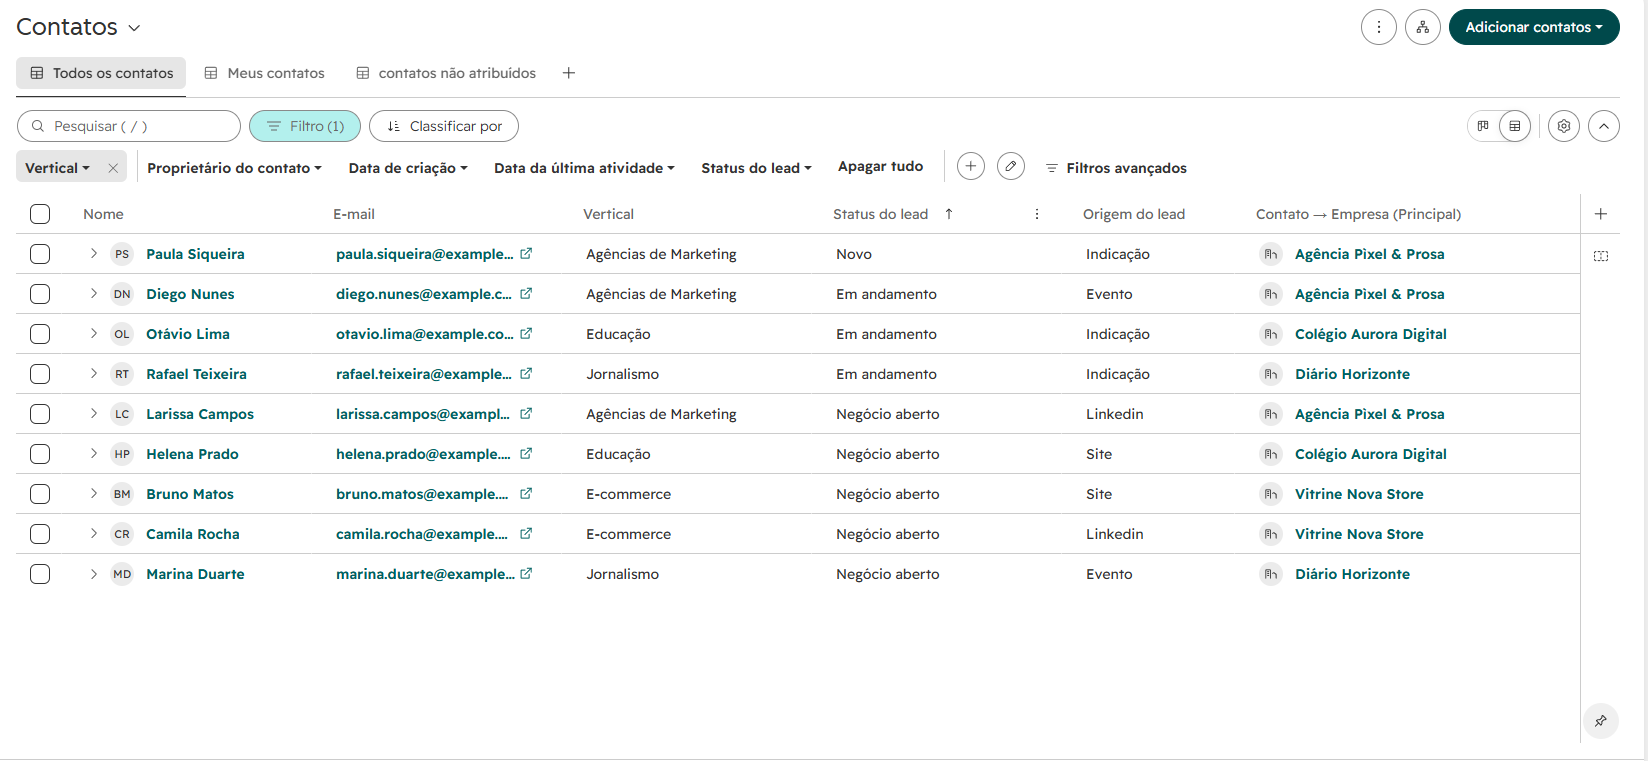 Contatos
Adicionar contatos
Todos os contatos Meus contatos contatos não atribuídos
Pesquisar ( / ) Filtro (1) Classificar por
Vertical Proprietário do contato Data de criação Data da última atividade Status do lead Apagar tudo Filtros avançados
Nome E-mail Vertical Status do lead ↑ Origem do lead Contato → Empresa (Principal)
PS Paula Siqueira paula.siqueira@example... Agências de Marketing Novo Indicação Agência Pixel & Prosa
DN Diego Nunes diego.nunes@example.c... Agências de Marketing Em andamento Evento Agência Pixel & Prosa
OL Otávio Lima otavio.lima@example.co... Educação Em andamento Indicação Colégio Aurora Digital
RT Rafael Teixeira rafael.teixeira@example... Jornalismo Em andamento Indicação Diário Horizonte
LC Larissa Campos larissa.campos@exampl... Agências de Marketing Negócio aberto Linkedin Agência Pixel & Prosa
HP Helena Prado helena.prado@example.... Educação Negócio aberto Site Colégio Aurora Digital
BM Bruno Matos bruno.matos@example.... E-commerce Negócio aberto Site Vitrine Nova Store
CR Camila Rocha camila.rocha@example.... E-commerce Negócio aberto Linkedin Vitrine Nova Store
MD Marina Duarte marina.duarte@example... Jornalismo Negócio aberto Evento Diário Horizonte